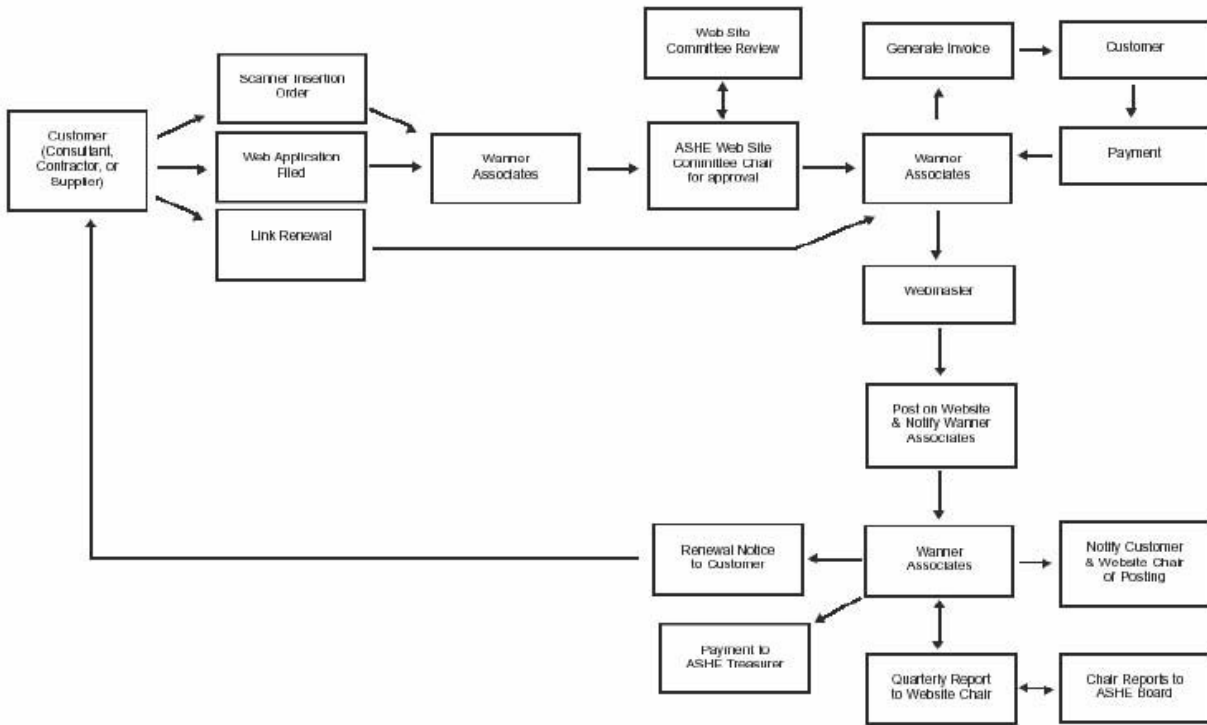 Web Site
Committee Review
Generate Invoice
Customer
Scanner Insertion
Order
Customer
(Consultant,
Contractor, or
Supplier)
Web Application
Filed
Wanner
Associates
ASHE Web Site
Committee Chair
for approval
Wanner
Associates
Payment
Link Renewal
Webmaster
Post on Website
& Notify Wanner
Associates
Renewal Notice
to Customer
Wanner
Associates
Notify Customer
& Website Chair
of Posting
Payment to
ASHE Treasurer
Quarterly Report
to Website Chair
Chair Reports to
ASHE Board